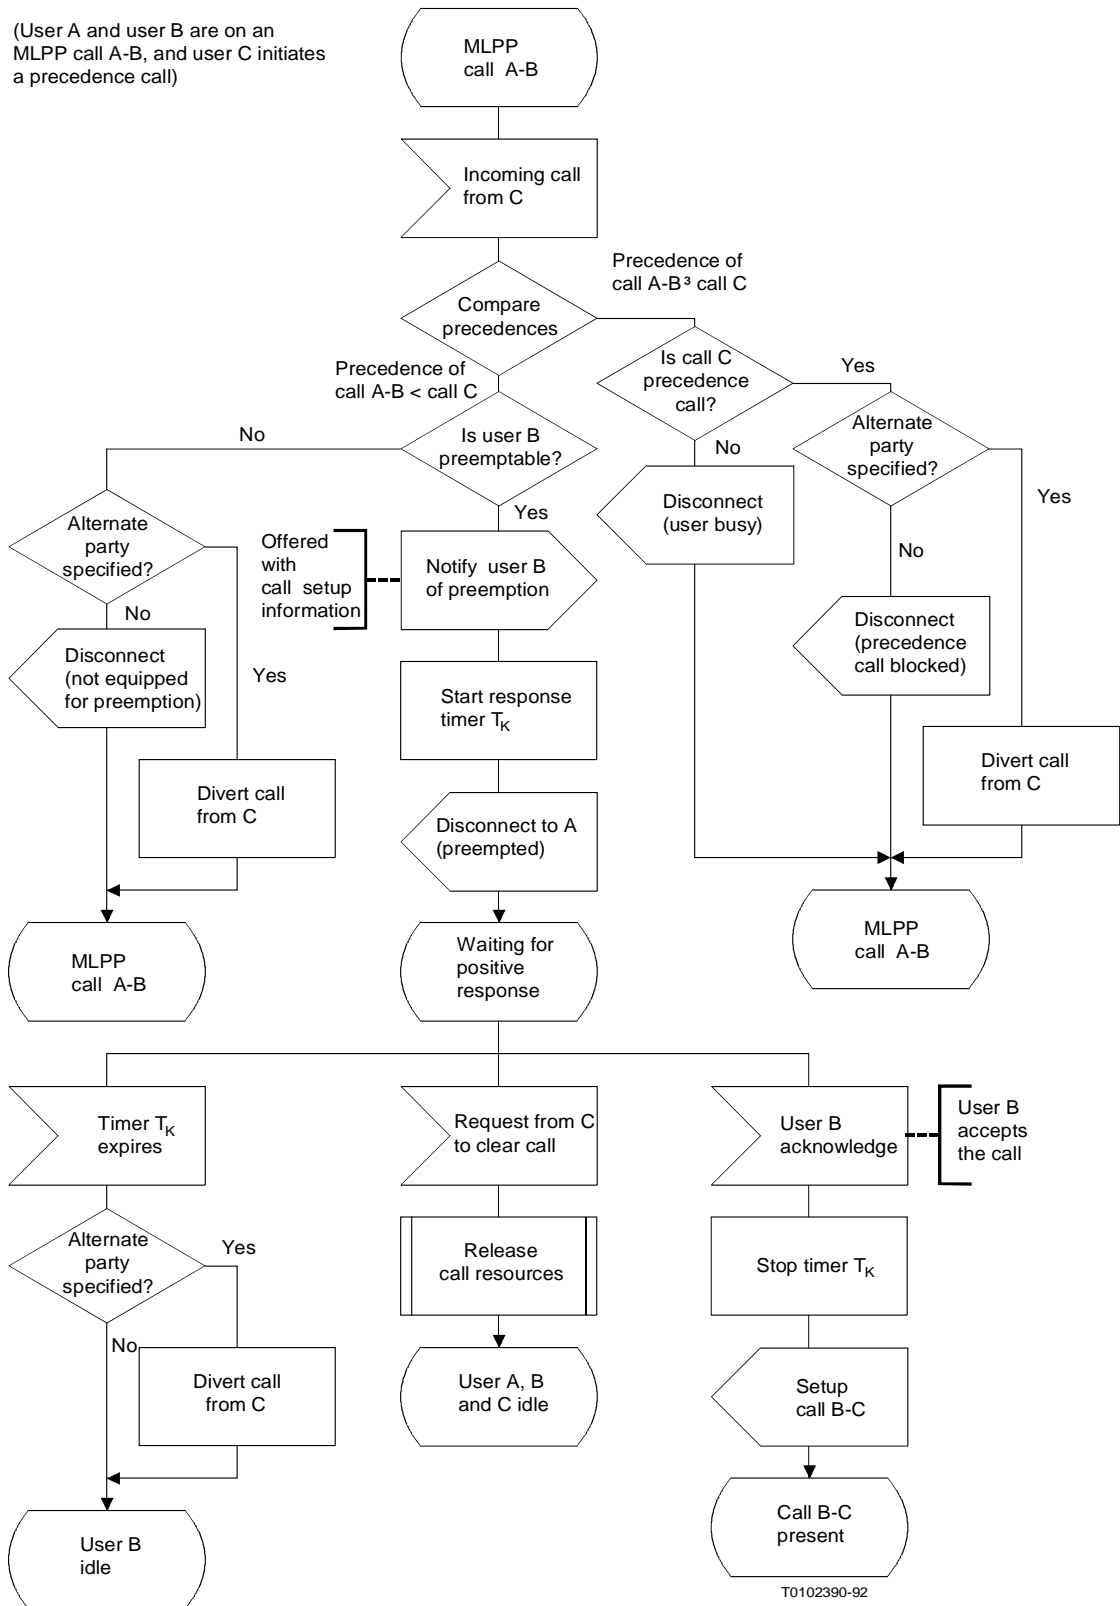 (User A and user B are on an
MLPP call A-B, and user C initiates
a precedence call)
MLPP
call A-B
Incoming call
from C
Precedence of
call A-B³ call C
Compare
precedences
Precedence of
call A-B < call C
Is call C
precedence
call?
Yes
Alternate
party
specified?
No
Is user B
preemptable?
No
Disconnect
(user busy)
Yes
Yes
Alternate
party
specified?
Offered
with
call setup
information
Notify user B
of preemption
No
Disconnect
(precedence
call blocked)
No
Disconnect
(not equipped
for preemption)
Yes
Start response
timer TK
Divert call
from C
Divert call
from C
Disconnect to A
(preempted)
MLPP
call A-B
Waiting for
positive
response
MLPP
call A-B
Timer TK
expires
Request from C
to clear call
User B
acknowledge
User B
accepts
the call
Alternate
party
specified?
Yes
Release
call resources
Stop timer TK
No
Divert call
from C
User A, B
and C idle
Setup
call B-C
User B
idle
Call B-C
present
T0102390-92